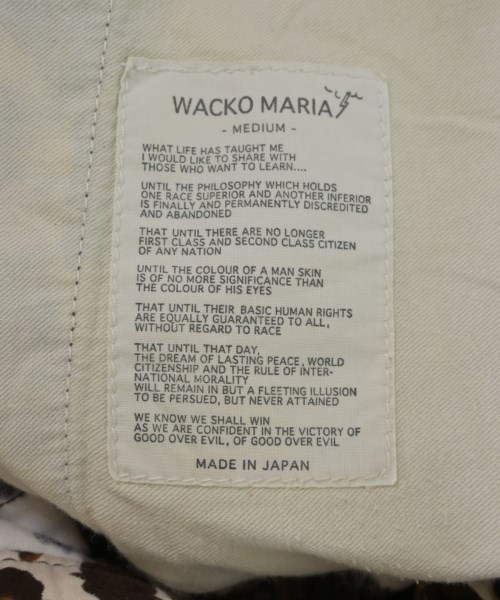 WACKO MARIA
- MEDIUM -
WHAT LIFE HAS TAUGHT ME
I WOULD LIKE TO SHARE WITH
THOSE WHO WANT TO LEARN....
UNTIL THE PHILOSOPHY WHICH HOLDS
ONE RACE SUPERIOR AND ANOTHER INFERIOR
IS FINALLY AND PERMANENTLY DISCREDITED
AND ABANDONED
THAT UNTIL THERE ARE NO LONGER
FIRST CLASS AND SECOND CLASS CITIZEN
OF ANY NATION
UNTIL THE COLOUR OF A MAN SKIN
IS OF NO MORE SIGNIFICANCE THAN
THE COLOUR OF HIS EYES
THAT UNTIL THEIR BASIC HUMAN RIGHTS
ARE EQUALLY GUARANTEED TO ALL,
WITHOUT REGARD TO RACE
THAT UNTIL THAT DAY,
THE DREAM OF LASTING PEACE, WORLD
CITIZENSHIP AND THE RULE OF INTER-
NATIONAL MORALITY
WILL REMAIN IN BUT A FLEETING ILLUSION
TO BE PERSUED, BUT NEVER ATTAINED
WE KNOW WE SHALL WIN
AS WE ARE CONFIDENT IN THE VICTORY OF
GOOD OVER EVIL, OF GOOD OVER EVIL
MADE IN JAPAN